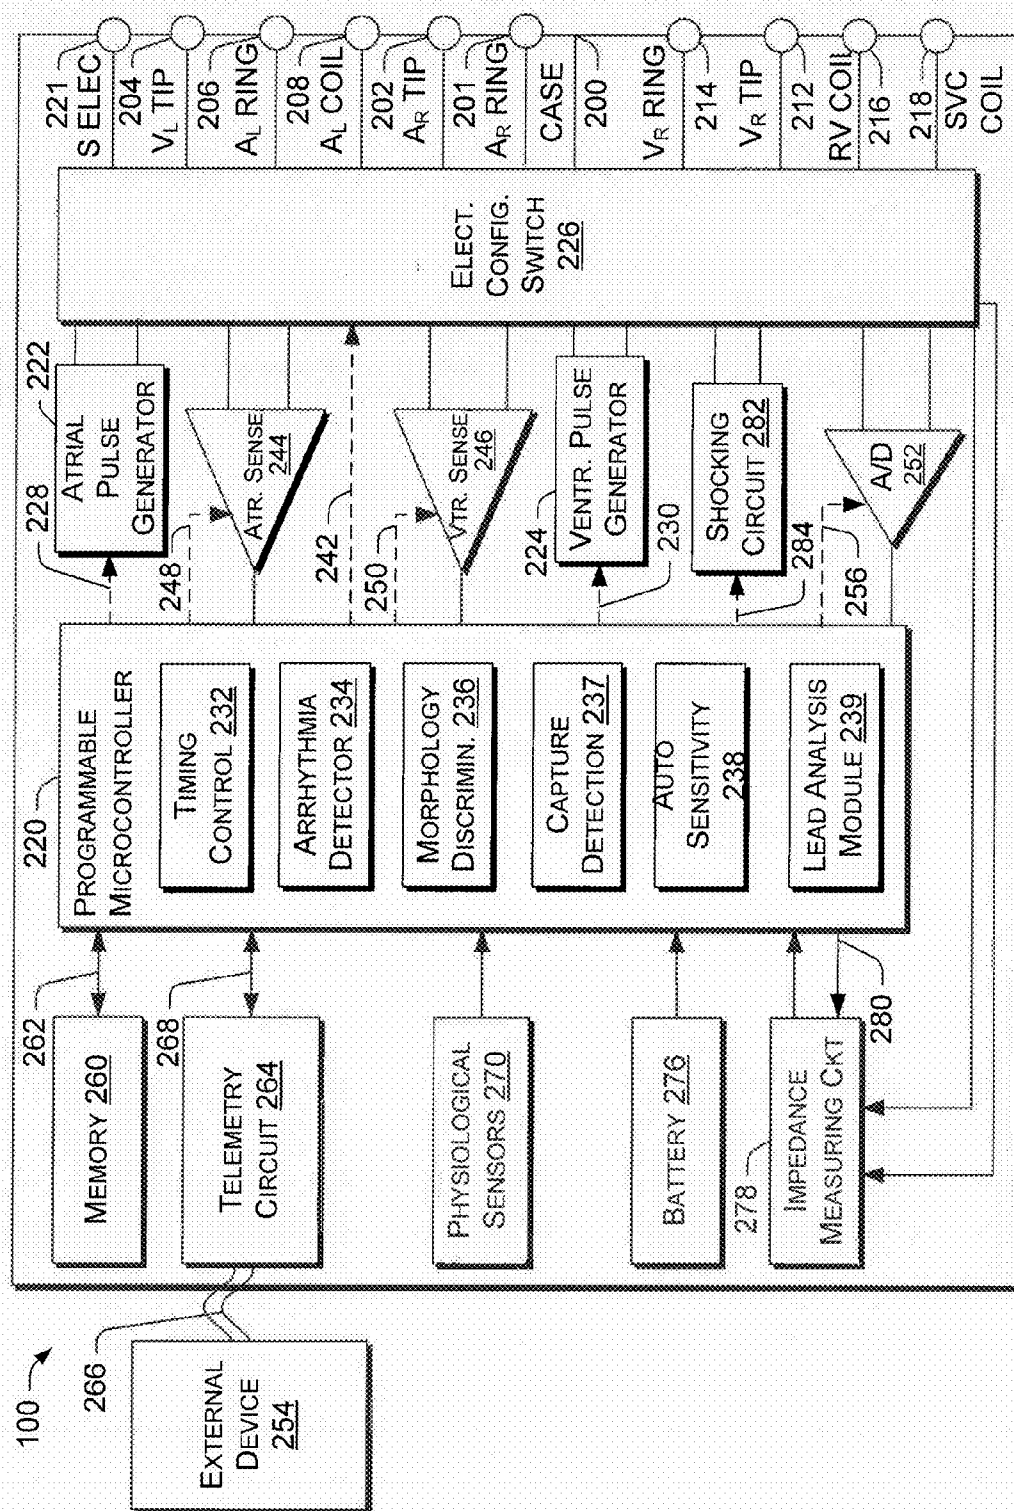 100
EXTERNAL
DEVICE
254
266
MEMORY 260
262
TELEMETRY
CIRCUIT 264
268
PHYSIOLOGICAL
SENSORS 270
BATTERY 276
278
IMPEDANCE
MEASURING CKT
280
220
PROGRAMMABLE
MICROCONTROLLER
TIMING
CONTROL 232
ARRHYTHMIA
DETECTOR 234
MORPHOLOGY
DISCRIMIN. 236
CAPTURE
DETECTION 237
AUTO
SENSITIVITY
238
LEAD ANALYSIS
MODULE 239
228
222
ATRIAL
PULSE
GENERATOR
248
ATR. SENSE
244
242
250
VTR. SENSE
246
224
VENTR. PULSE
GENERATOR
230
SHOCKING
CIRCUIT 282
284
256
A/D
252
ELECT.
CONFIG.
SWITCH
226
221
S ELEC
204
VL TIP
206
AL RING
208
AL COIL
202
AR TIP
201
AR RING
CASE
200
VR RING
214
VR TIP
212
RV COIL
216
218
SVC
COIL